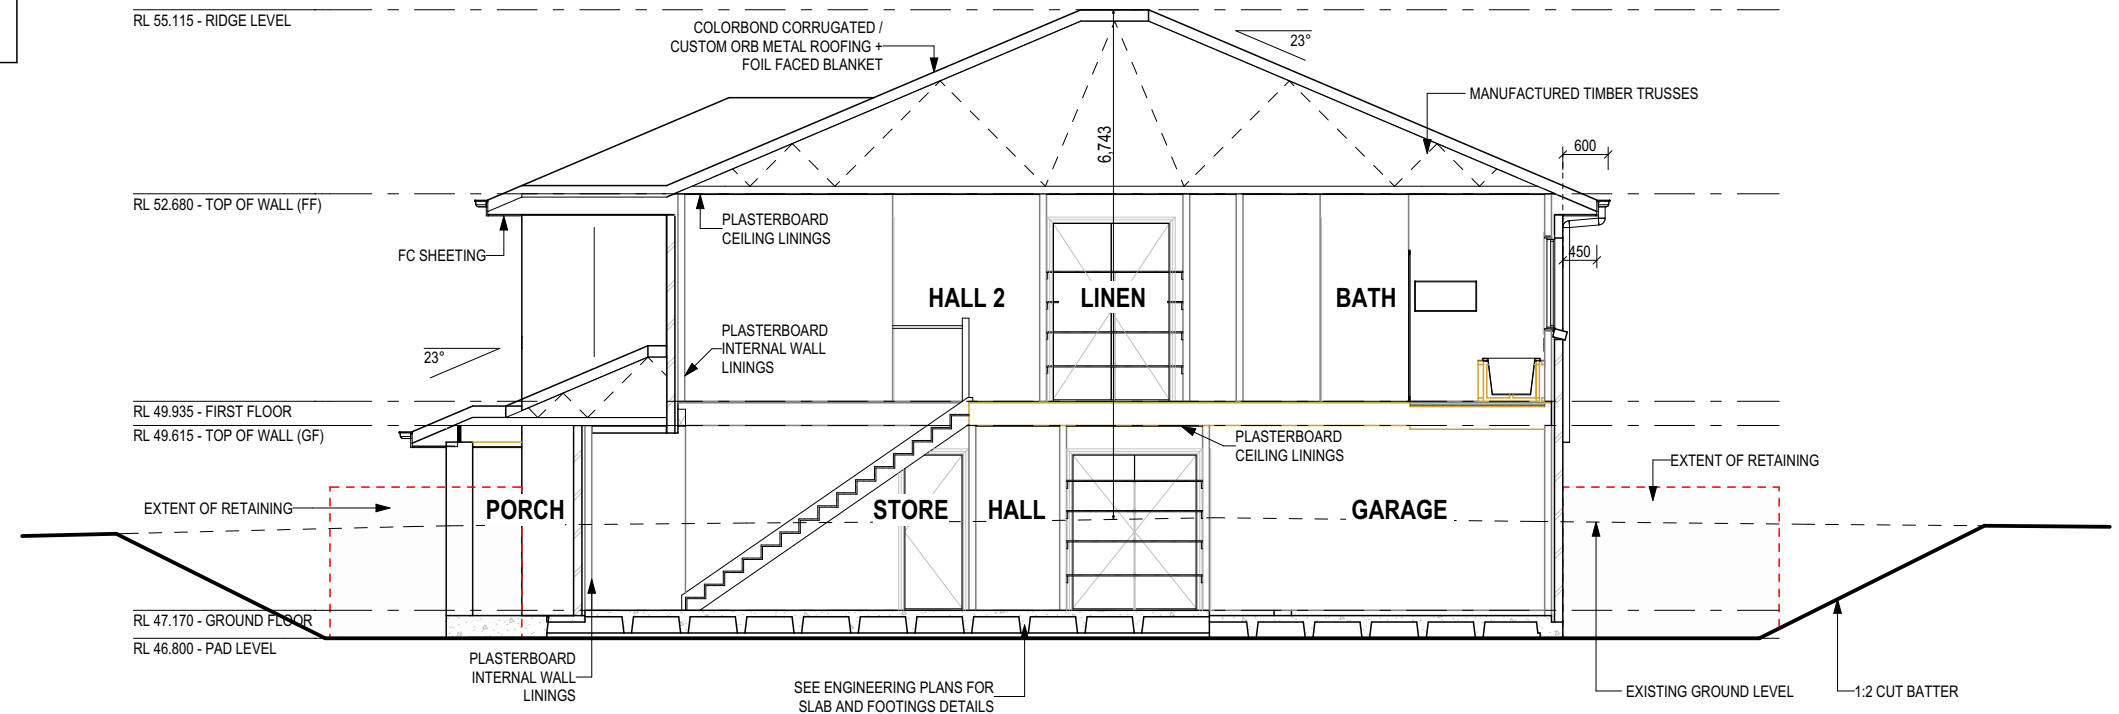 RL 55.115 - RIDGE LEVEL
COLORBOND CORRUGATED /
CUSTOM ORB METAL ROOFING +
FOIL FACED BLANKET
23°
MANUFACTURED TIMBER TRUSSES
6,743
600
RL 52.680 - TOP OF WALL (FF)
PLASTERBOARD
CEILING LININGS
FC SHEETING
450
HALL 2
LINEN
BATH
PLASTERBOARD
INTERNAL WALL
LININGS
23°
RL 49.935 - FIRST FLOOR
RL 49.615 - TOP OF WALL (GF)
PLASTERBOARD
CEILING LININGS
EXTENT OF RETAINING
EXTENT OF RETAINING
PORCH
STORE
HALL
GARAGE
RL 47.170 - GROUND FLOOR
RL 46.800 - PAD LEVEL
PLASTERBOARD
INTERNAL WALL
LININGS
SEE ENGINEERING PLANS FOR
SLAB AND FOOTINGS DETAILS
EXISTING GROUND LEVEL
1:2 CUT BATTER